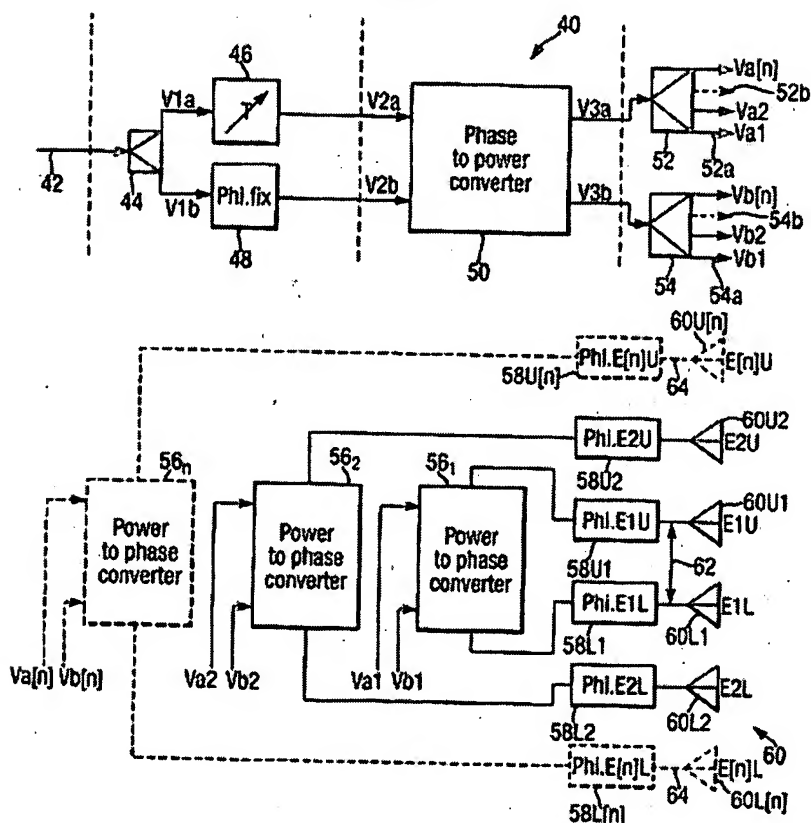 40
46
V1a
V2a
V3a
Va[n]
52b
Va2
Va1
52
52a
42
44
V1b
Phi.fix
48
V2b
Phase
to power
converter
50
V3b
Vb[n]
54b
Vb2
Vb1
54
54a
60U[n]
Phi.E[n]U
E[n]U
58U[n]
64
60U2
Phi.E2U
E2U
58U2
56n
Power
to phase
converter
56₂
Power
to phase
converter
56₁
Power
to phase
converter
60U1
Phi.E1U
E1U
58U1
62
Phi.E1L
E1L
58L1
60L1
Va[n]
Vb[n]
Va2
Vb2
Va1
Vb1
Phi.E2L
E2L
58L2
60L2
60
Phi.E[n]L
E[n]L
64
60L[n]
58L[n]